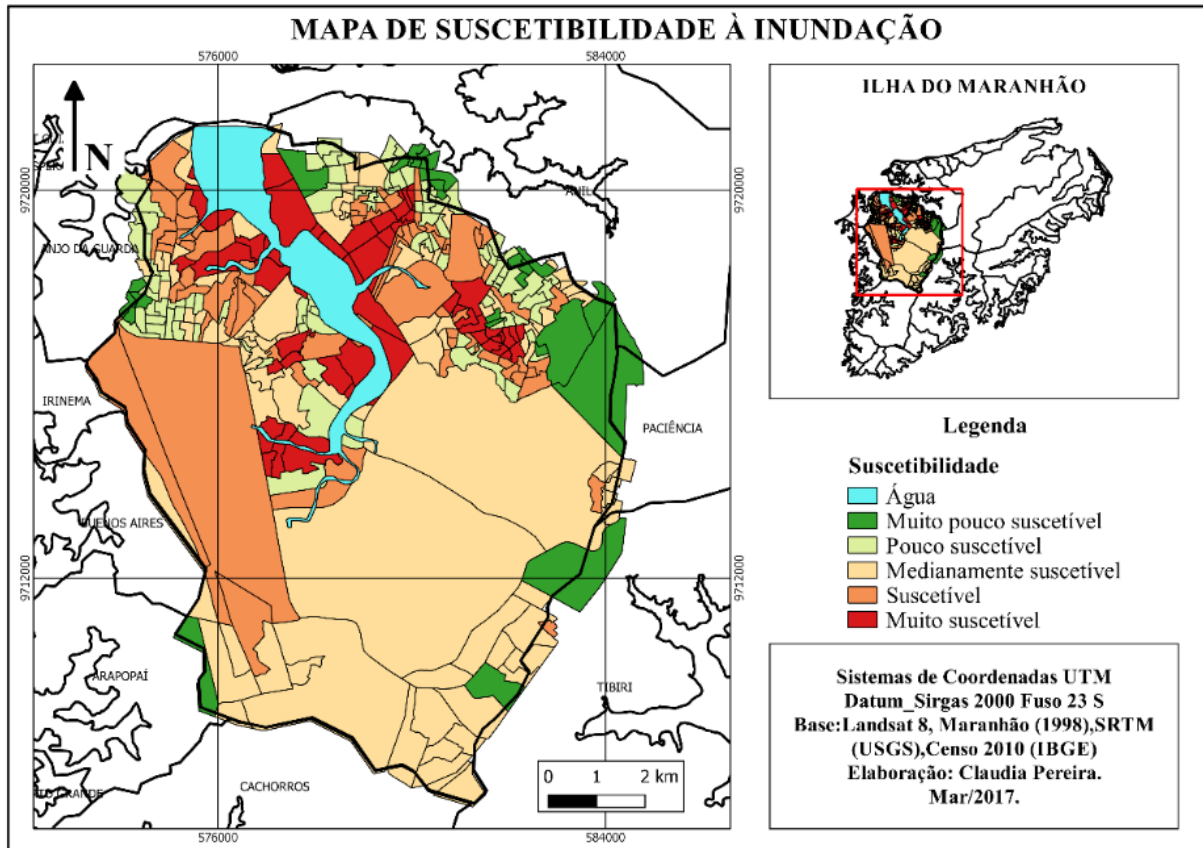 MAPA DE SUSCETIBILIDADE À INUNDAÇÃO
576000
584000
N
9720000
9720000
ANJO DA GUARDA
IRINEMA
PACIÊNCIA
BUENOS AIRES
9712000
9712000
ARAPOPAÍ
TIBIRI
CACHORROS
0 1 2 km
576000
584000
ILHA DO MARANHÃO
Legenda
Suscetibilidade
Água
Muito pouco suscetível
Pouco suscetível
Medianamente suscetível
Suscetível
Muito suscetível
Sistemas de Coordenadas UTM
Datum_Sirgas 2000 Fuso 23 S
Base:Landsat 8, Maranhão (1998),SRTM
(USGS),Censo 2010 (IBGE)
Elaboração: Claudia Pereira.
Mar/2017.